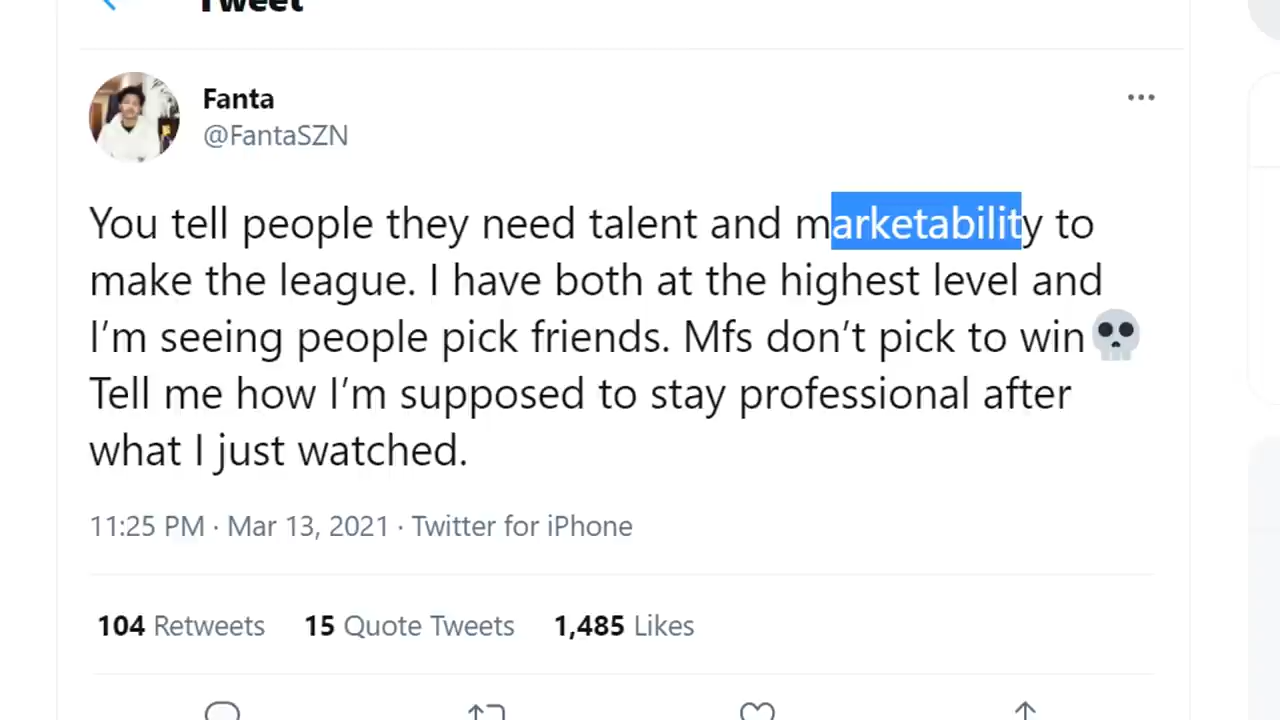 Tweet
Fanta
@FantaSZN
You tell people they need talent and marketability to
make the league. I have both at the highest level and
I’m seeing people pick friends. Mfs don’t pick to win💀
Tell me how I’m supposed to stay professional after
what I just watched.
11:25 PM · Mar 13, 2021 · Twitter for iPhone
104 Retweets 15 Quote Tweets 1,485 Likes